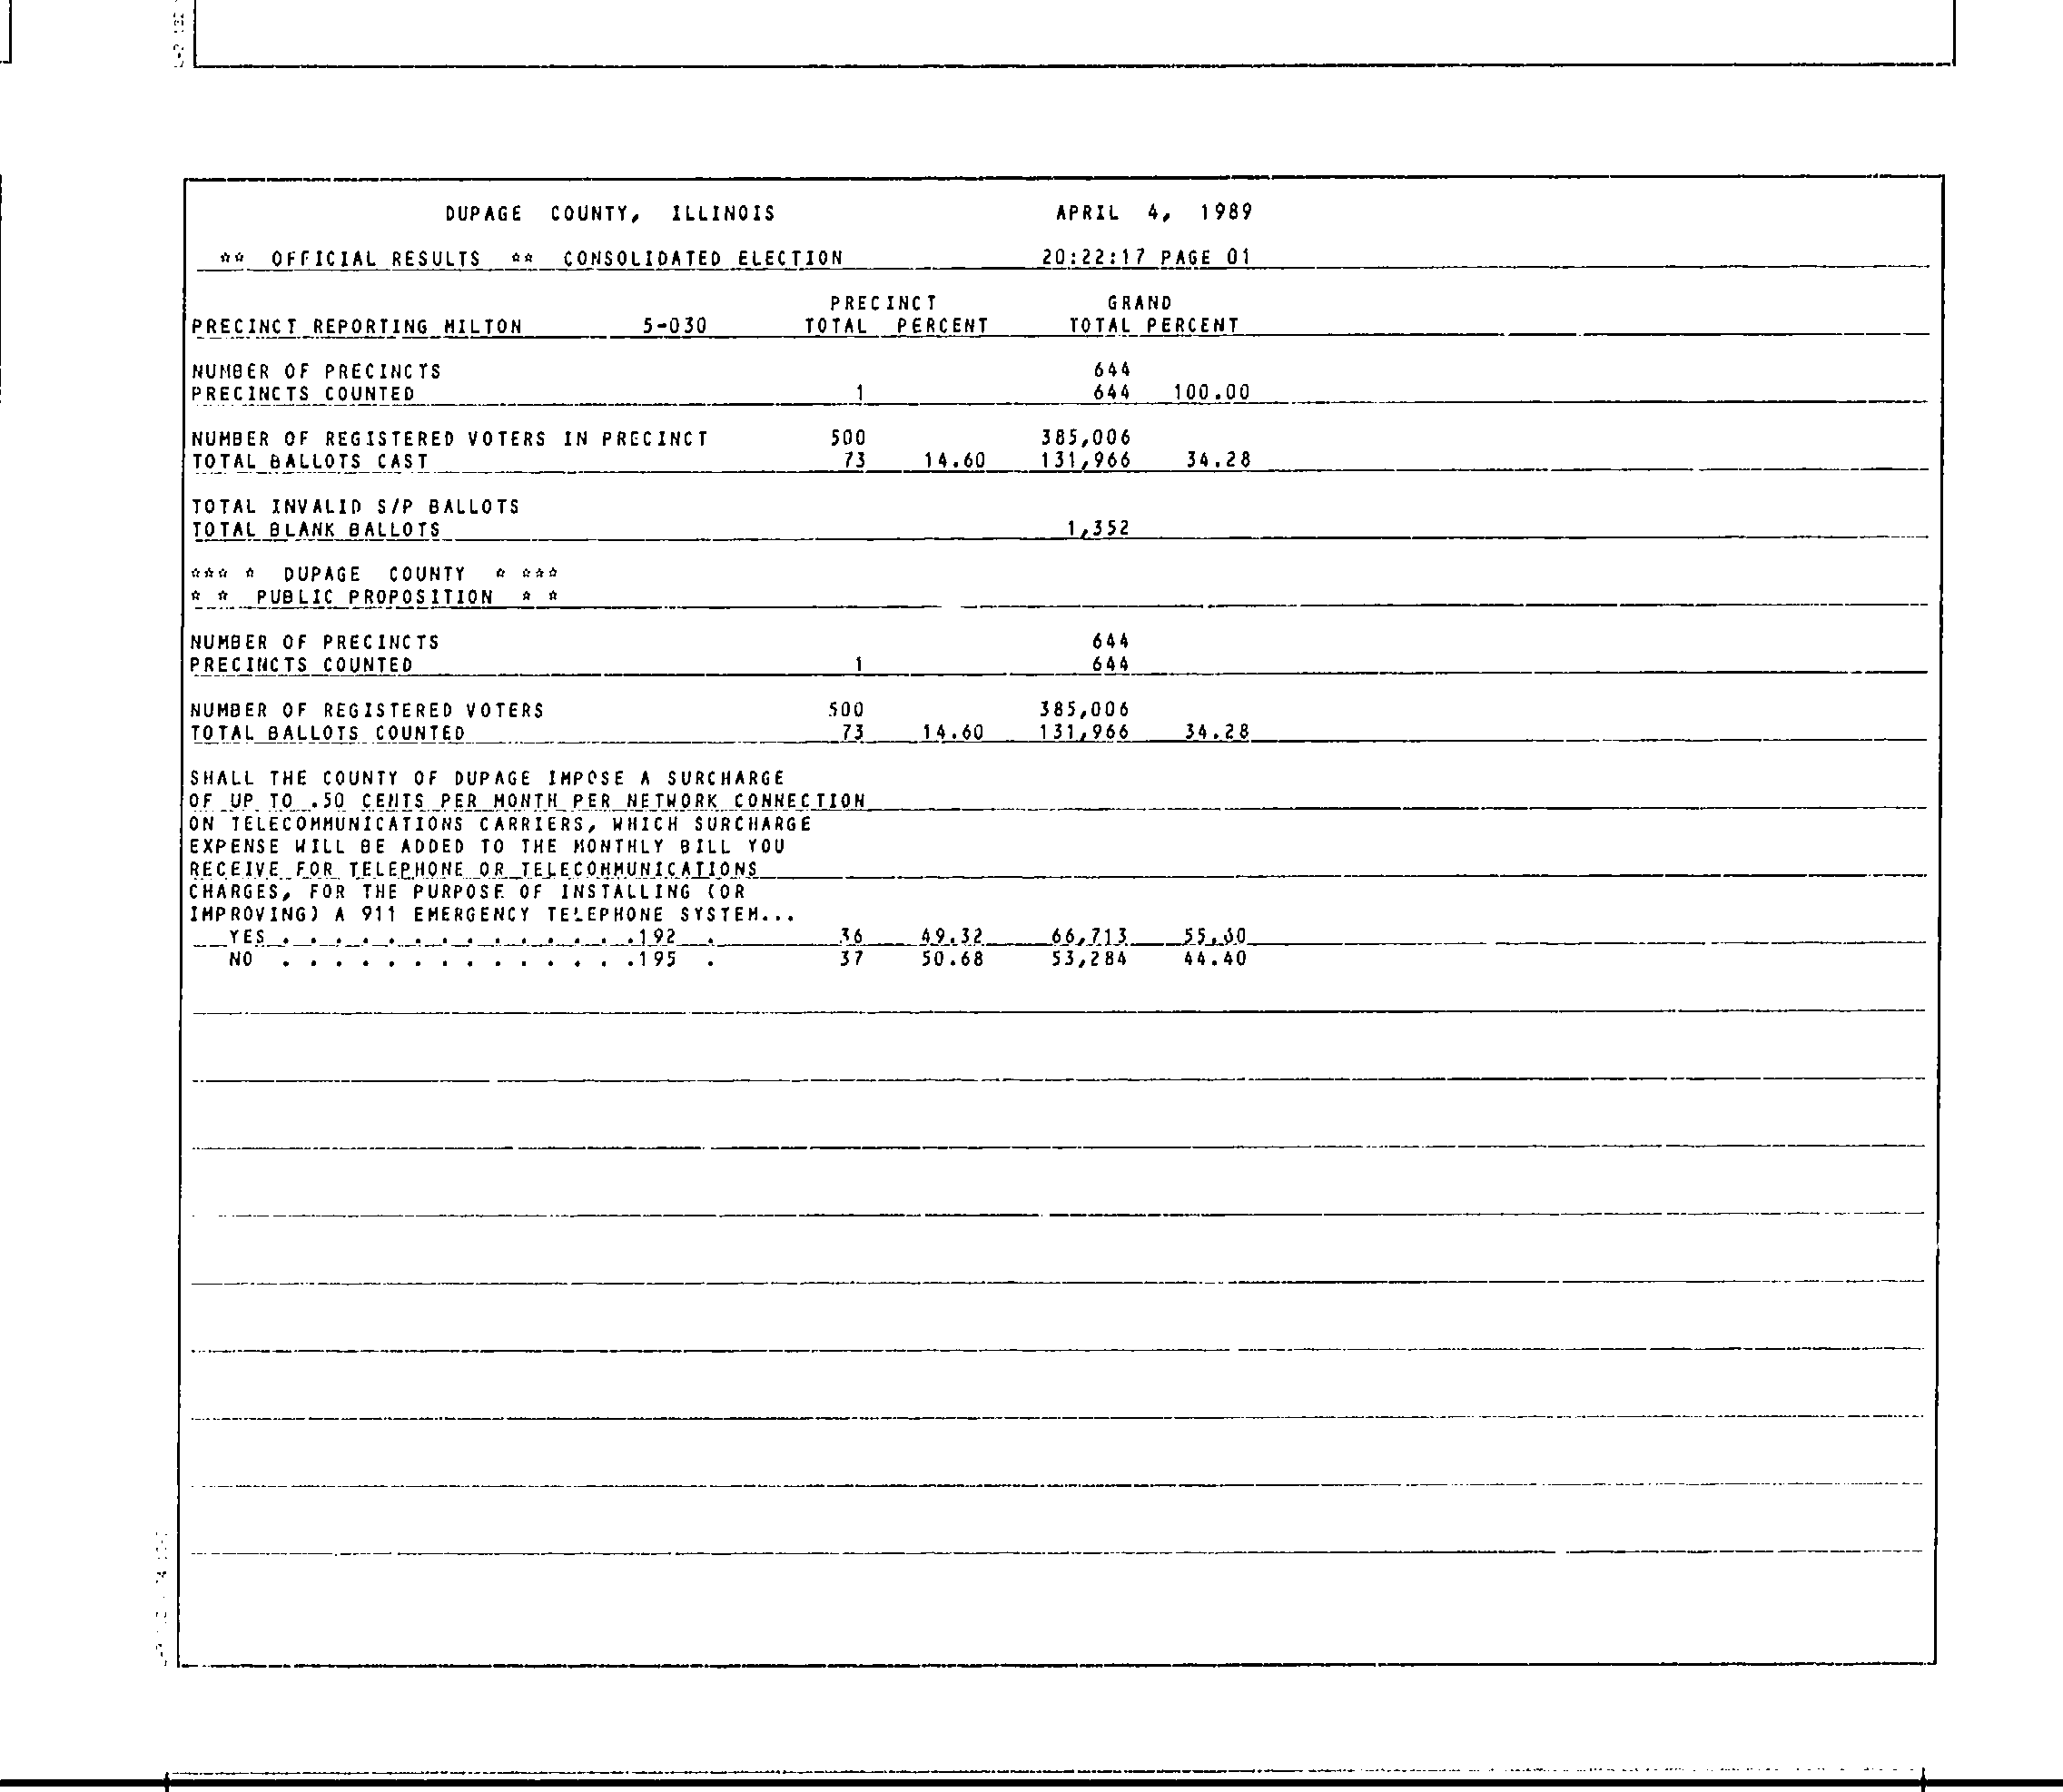 DUPAGE COUNTY, ILLINOIS APRIL 4, 1989
** OFFICIAL RESULTS ** CONSOLIDATED ELECTION 20:22:17 PAGE 01
PRECINCT GRAND
PRECINCT REPORTING MILTON 5-030 TOTAL PERCENT TOTAL PERCENT
NUMBER OF PRECINCTS 644
PRECINCTS COUNTED 1 644 100.00
NUMBER OF REGISTERED VOTERS IN PRECINCT 500 385,006
TOTAL BALLOTS CAST 73 14.60 131,966 34.28
TOTAL INVALID S/P BALLOTS
TOTAL BLANK BALLOTS 1,352
*** * DUPAGE COUNTY * ***
* * PUBLIC PROPOSITION * *
NUMBER OF PRECINCTS 644
PRECINCTS COUNTED 1 644
NUMBER OF REGISTERED VOTERS 500 385,006
TOTAL BALLOTS COUNTED 73 14.60 131,966 34.28
SHALL THE COUNTY OF DUPAGE IMPOSE A SURCHARGE
OF UP TO .50 CENTS PER MONTH PER NETWORK CONNECTION
ON TELECOMMUNICATIONS CARRIERS, WHICH SURCHARGE
EXPENSE WILL BE ADDED TO THE MONTHLY BILL YOU
RECEIVE FOR TELEPHONE OR TELECOMMUNICATIONS
CHARGES, FOR THE PURPOSE OF INSTALLING (OR
IMPROVING) A 911 EMERGENCY TELEPHONE SYSTEM...
YES . . . . . . . . . . . . . .192 . 36 49.32 66,713 55.60
NO . . . . . . . . . . . . . .195 . 37 50.68 53,284 44.40